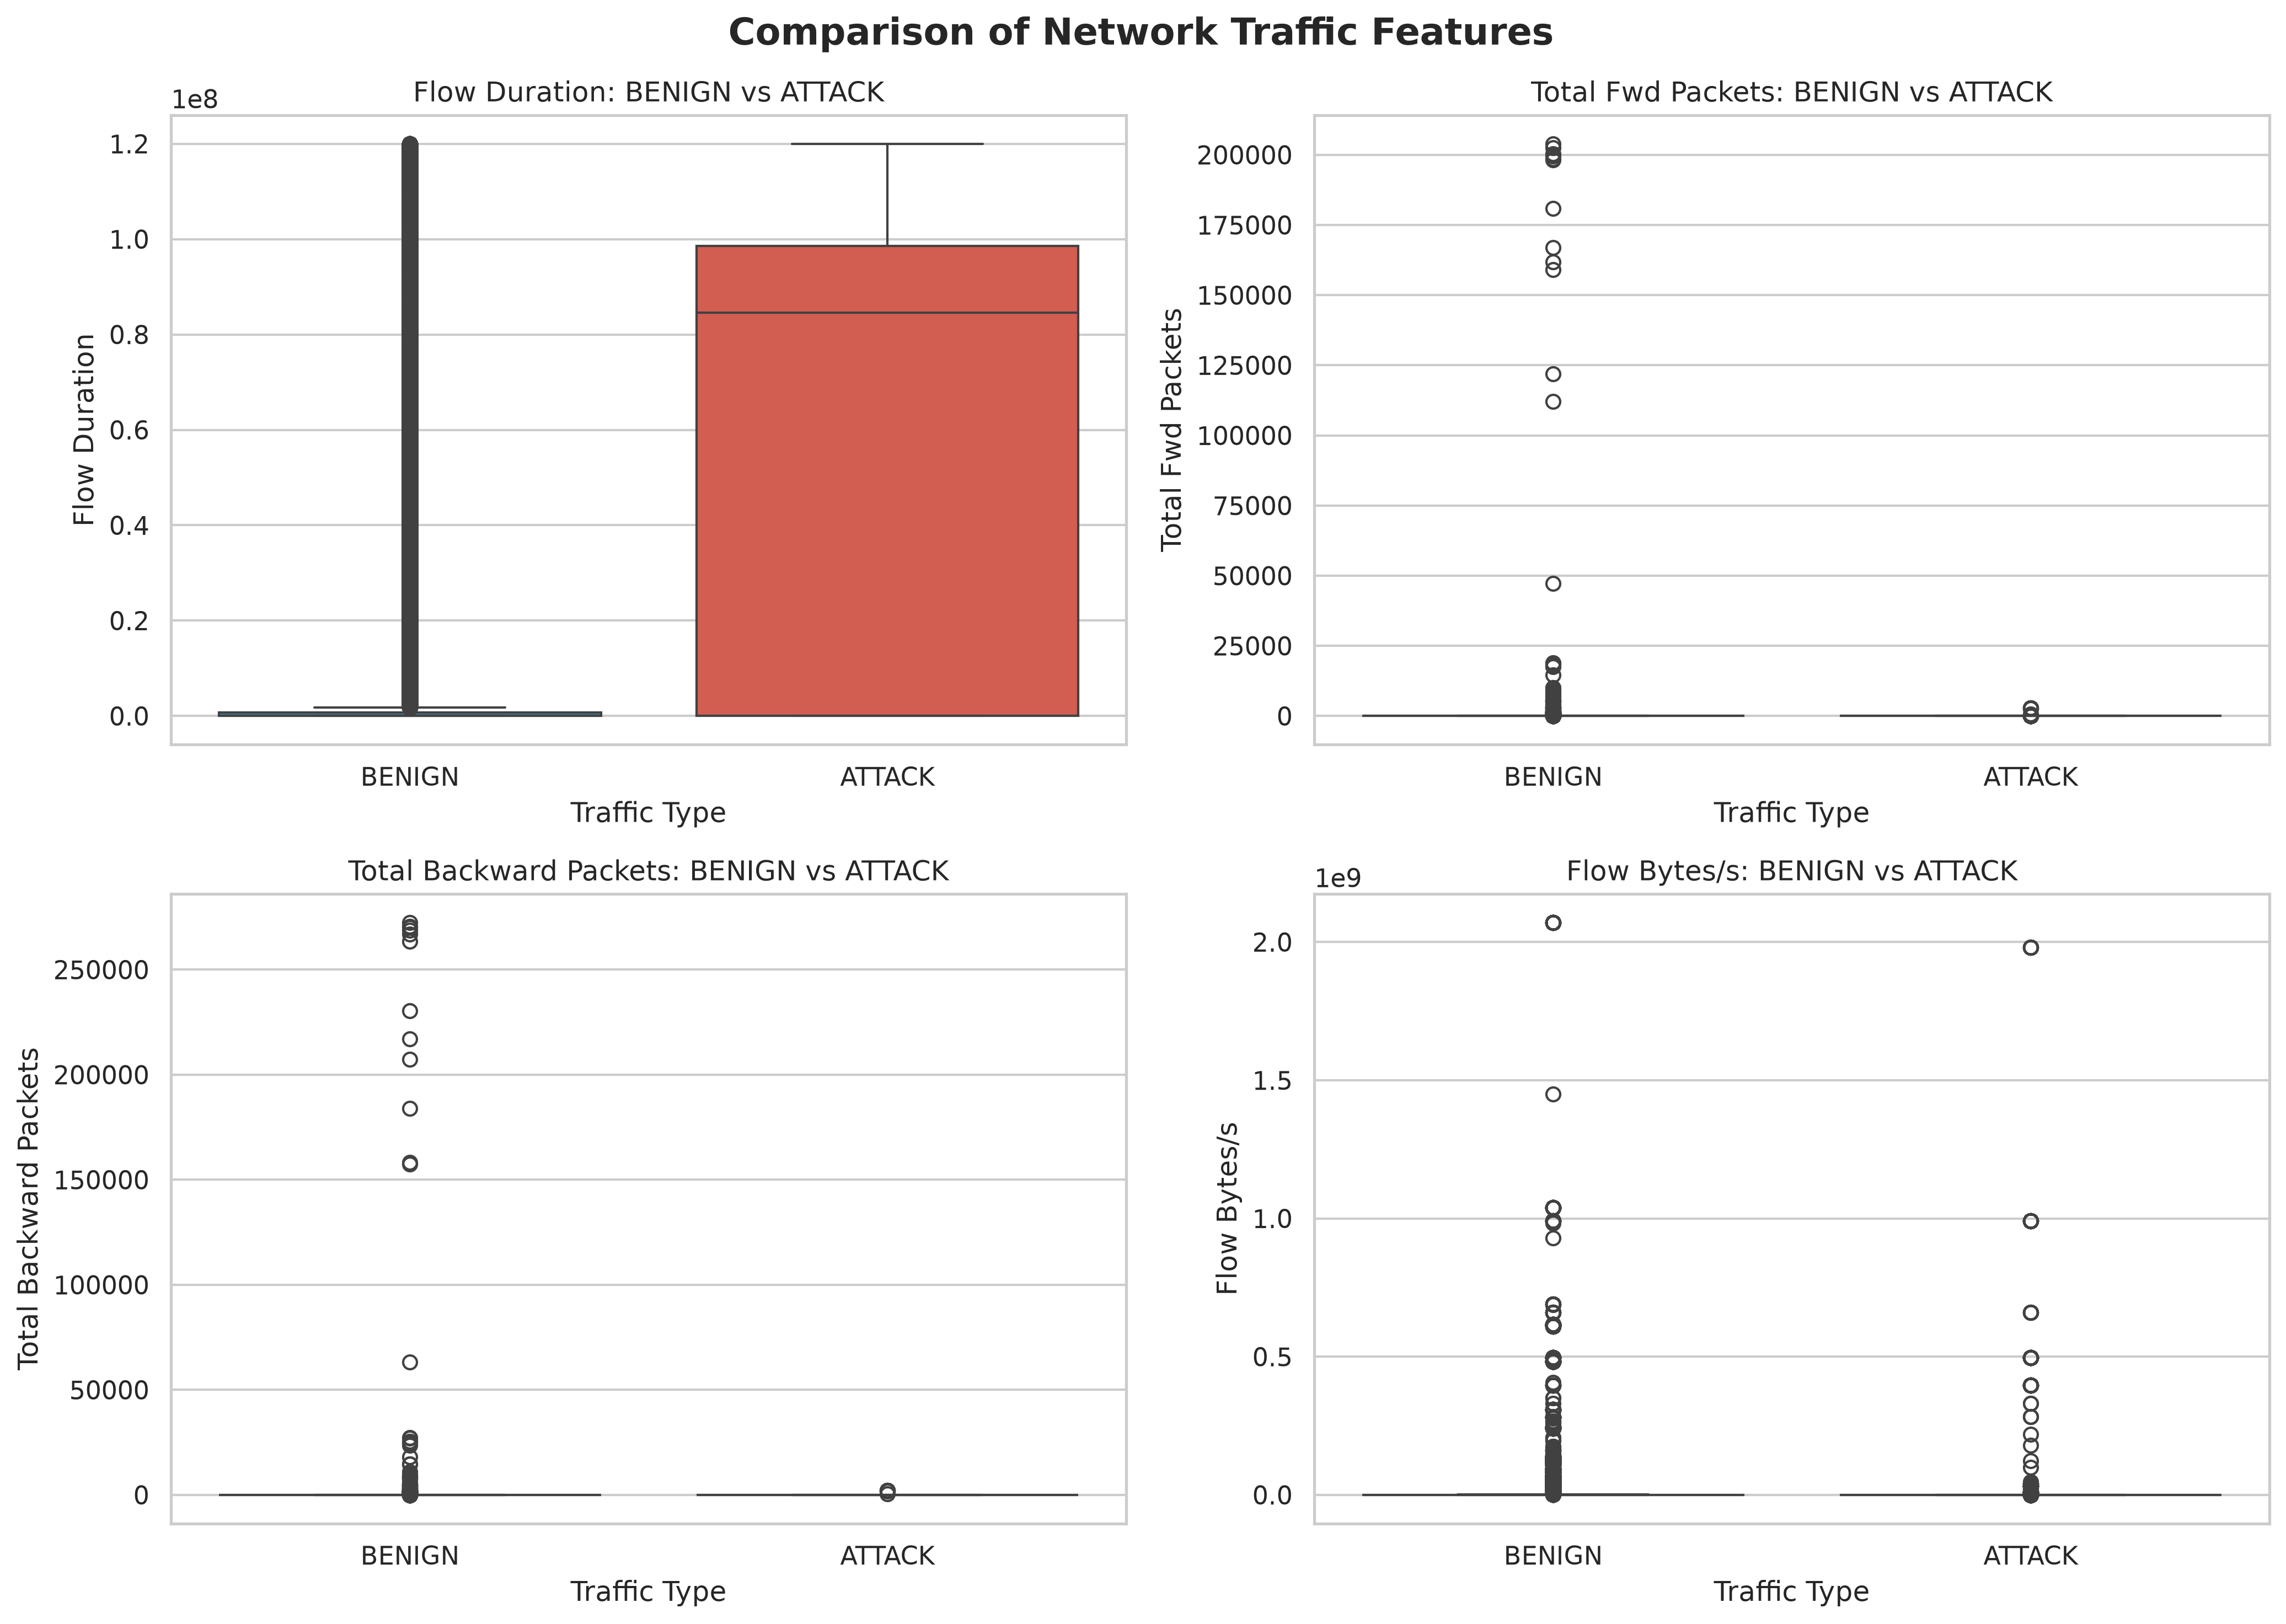 Comparison of Network Traffic Features
Flow Duration: BENIGN vs ATTACK
1e8
1.2
1.0
0.8
0.6
0.4
0.2
0.0
Flow Duration
BENIGN
ATTACK
Traffic Type
Total Fwd Packets: BENIGN vs ATTACK
200000
175000
150000
125000
100000
75000
50000
25000
0
Total Fwd Packets
BENIGN
ATTACK
Traffic Type
Total Backward Packets: BENIGN vs ATTACK
250000
200000
150000
100000
50000
0
Total Backward Packets
BENIGN
ATTACK
Traffic Type
Flow Bytes/s: BENIGN vs ATTACK
1e9
2.0
1.5
1.0
0.5
0.0
Flow Bytes/s
BENIGN
ATTACK
Traffic Type